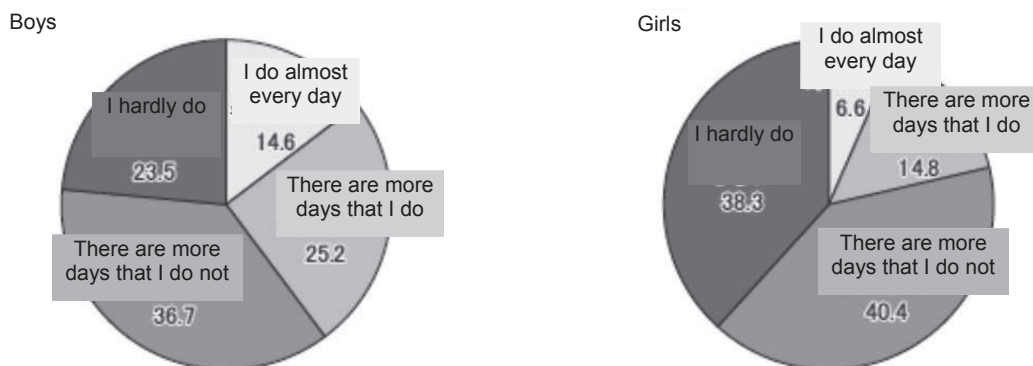 Boys
I do almost
every day
14.6
There are more
days that I do
25.2
There are more
days that I do not
36.7
I hardly do
23.5
Girls
I do almost
every day
6.6
There are more
days that I do
14.8
There are more
days that I do not
40.4
I hardly do
38.3